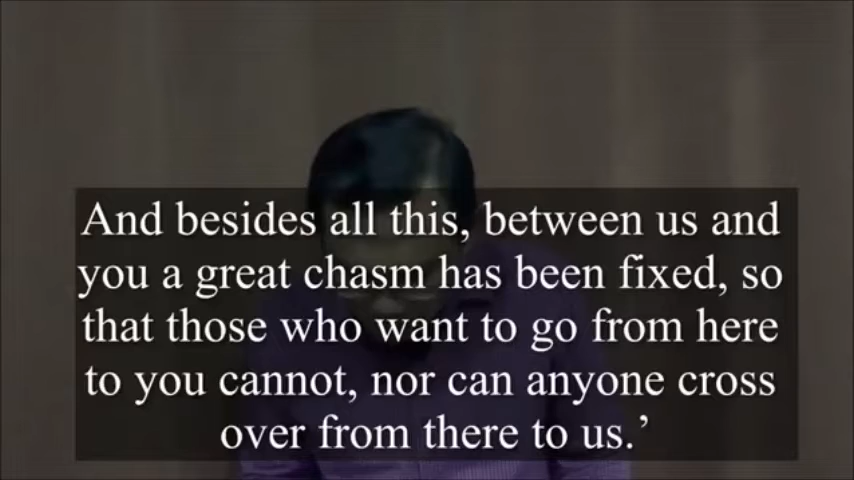 And besides all this, between us and
you a great chasm has been fixed, so
that those who want to go from here
to you cannot, nor can anyone cross
over from there to us.’